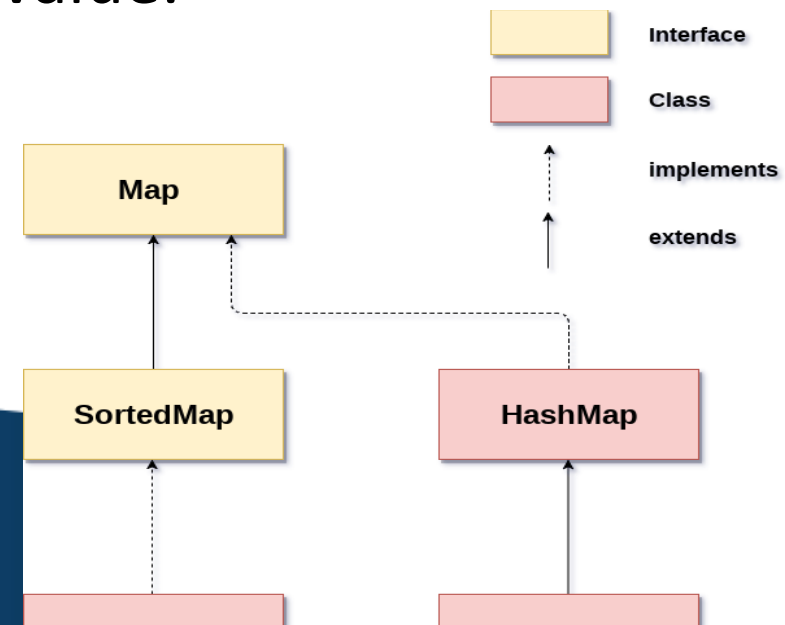 Interface
Class
Map
implements
extends
SortedMap
HashMap